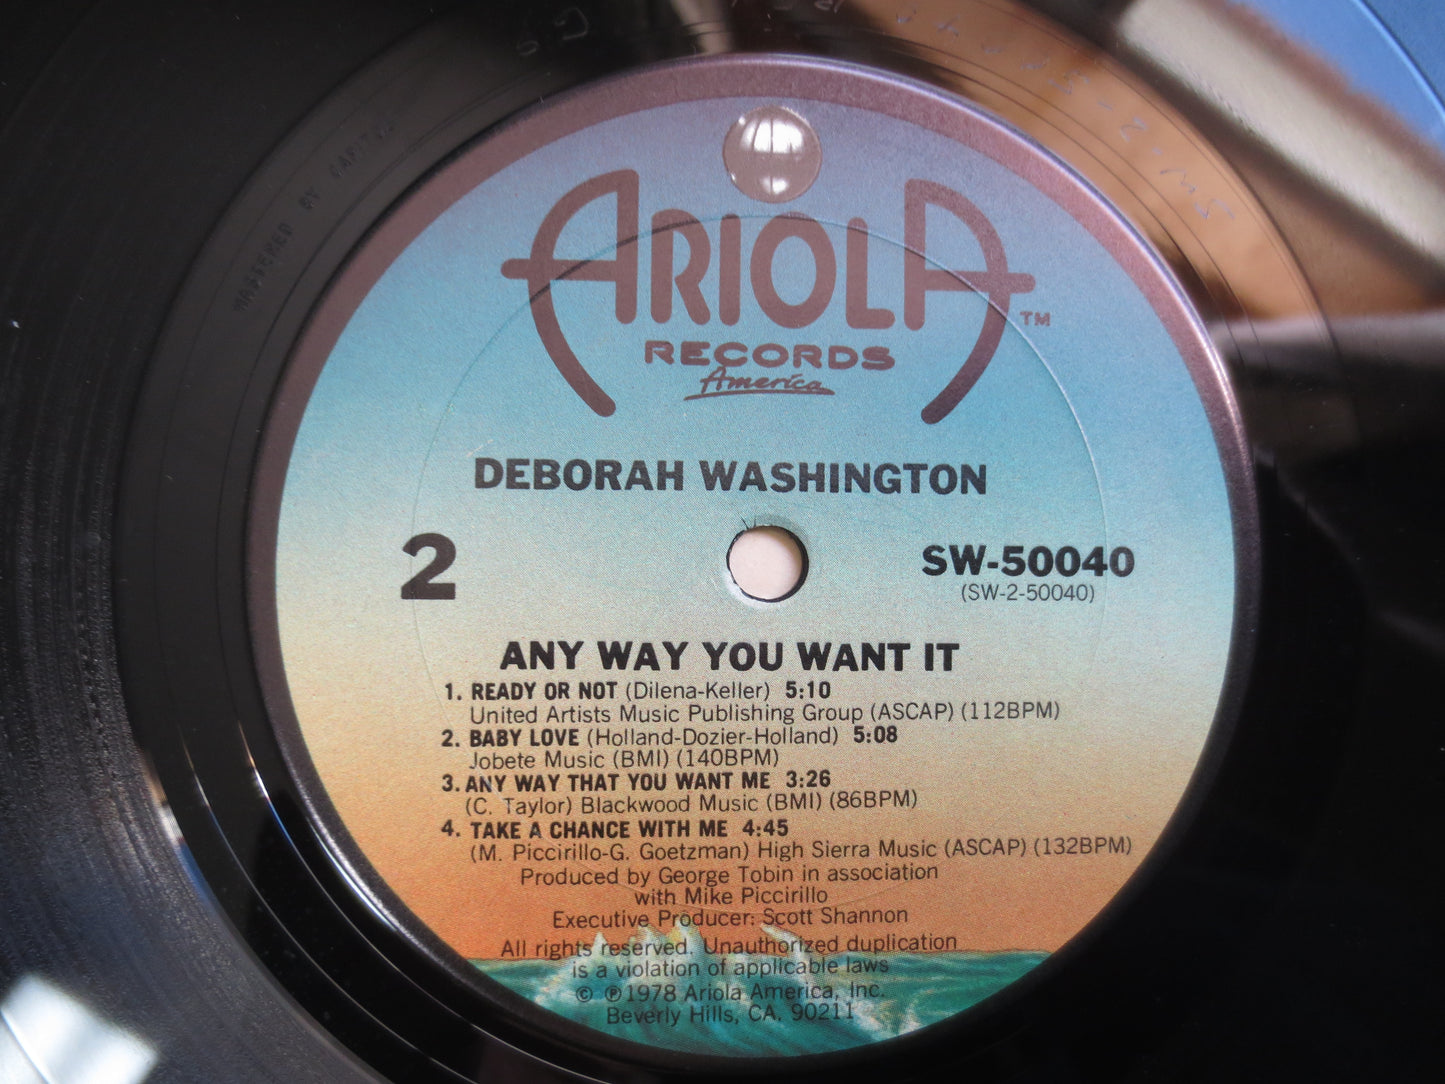 ARIOLA TM
RECORDS
America
DEBORAH WASHINGTON
2
SW-50040
(SW-2-50040)
ANY WAY YOU WANT IT
1. READY OR NOT (Dilena-Keller) 5:10
United Artists Music Publishing Group (ASCAP) (112BPM)
2. BABY LOVE (Holland-Dozier-Holland) 5:08
Jobete Music (BMI) (140BPM)
3. ANY WAY THAT YOU WANT ME 3:26
(C. Taylor) Blackwood Music (BMI) (86BPM)
4. TAKE A CHANCE WITH ME 4:45
(M. Piccirillo-G. Goetzman) High Sierra Music (ASCAP) (132BPM)
Produced by George Tobin in association
with Mike Piccirillo
Executive Producer: Scott Shannon
All rights reserved. Unauthorized duplication
is a violation of applicable laws
© ℗ 1978 Ariola America, Inc.
Beverly Hills, CA. 90211
MASTERED BY CAPITOL